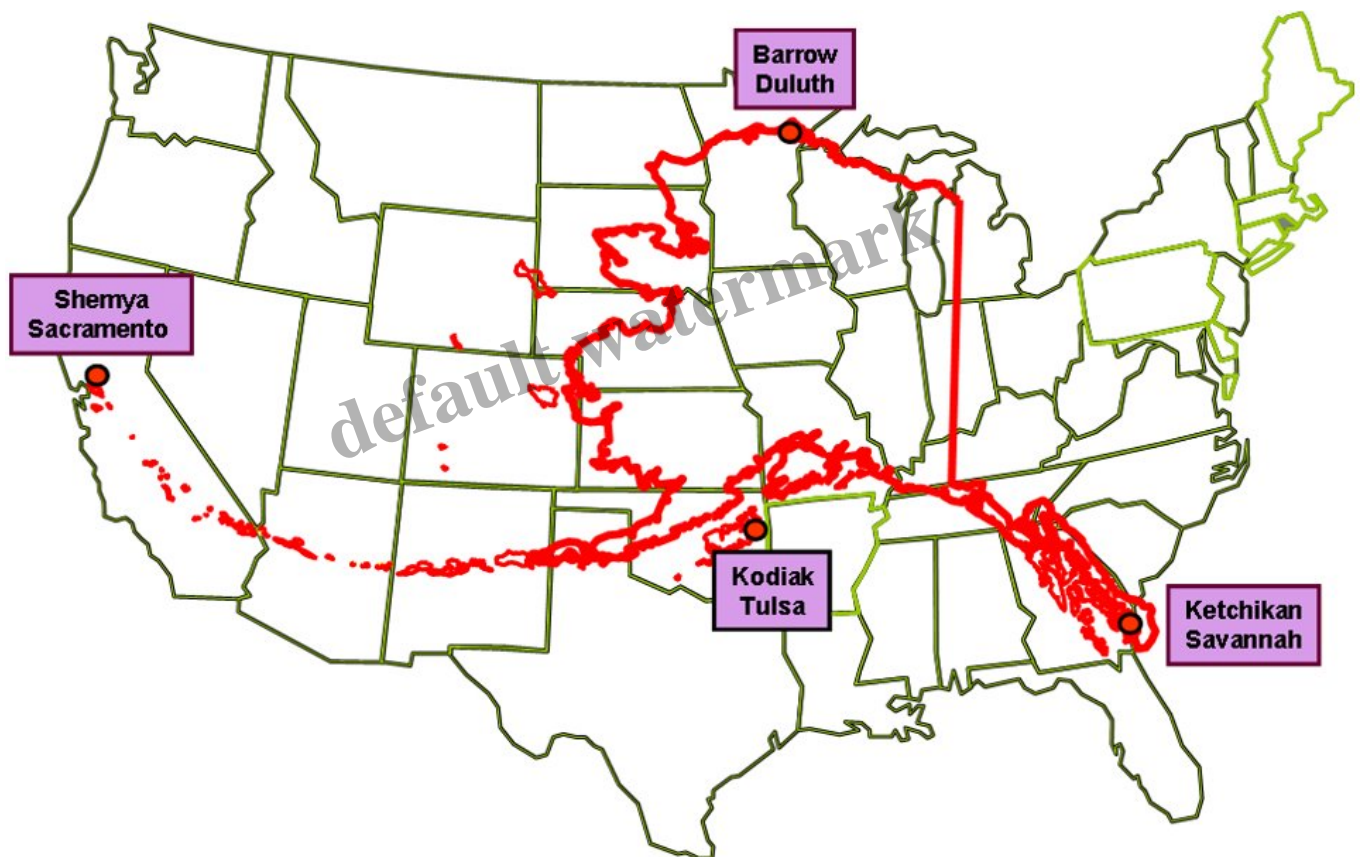 Barrow
Duluth
Shemya
Sacramento
default watermark
Kodiak
Tulsa
Ketchikan
Savannah